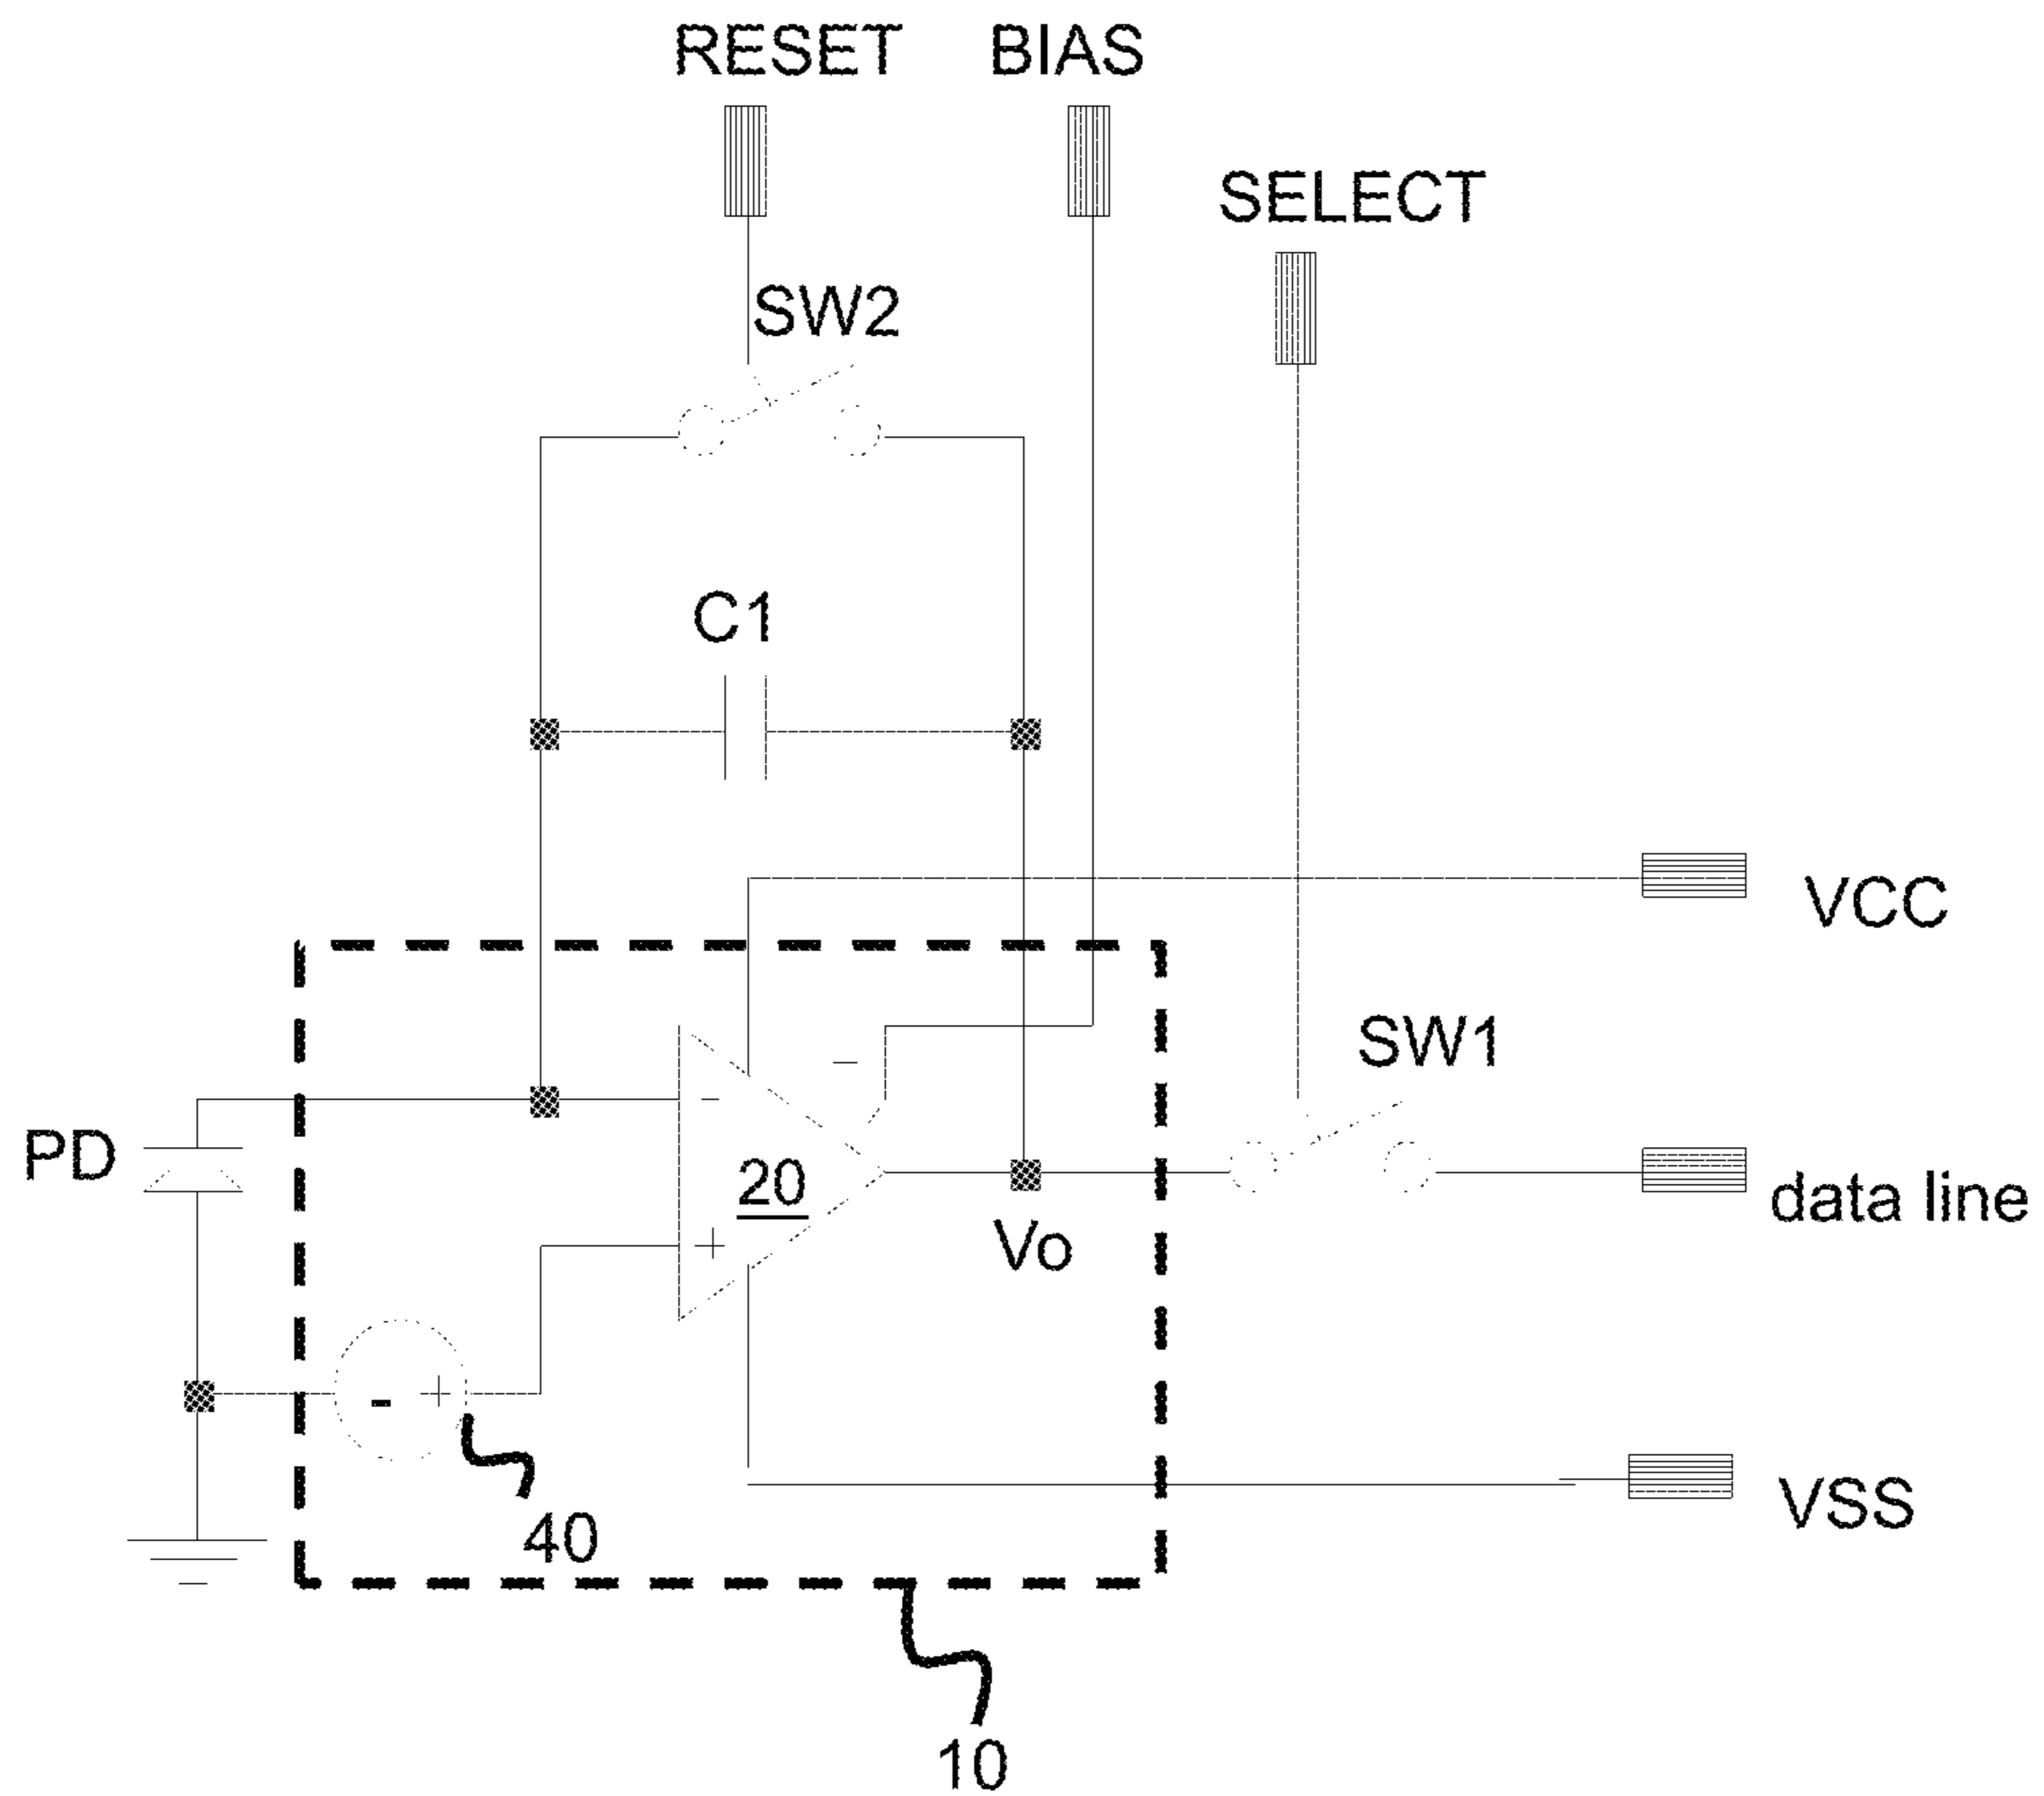 RESET
BIAS
SELECT
SW2
C1
VCC
SW1
PD
-
-
20
data line
+
Vo
- +
VSS
40
10